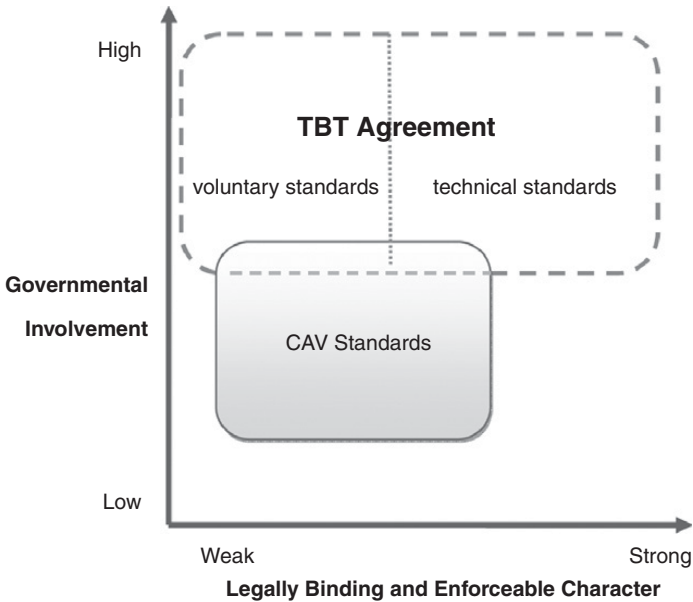 High
TBT Agreement
voluntary standards
technical standards
Governmental
Involvement
CAV Standards
Low
Weak
Strong
Legally Binding and Enforceable Character